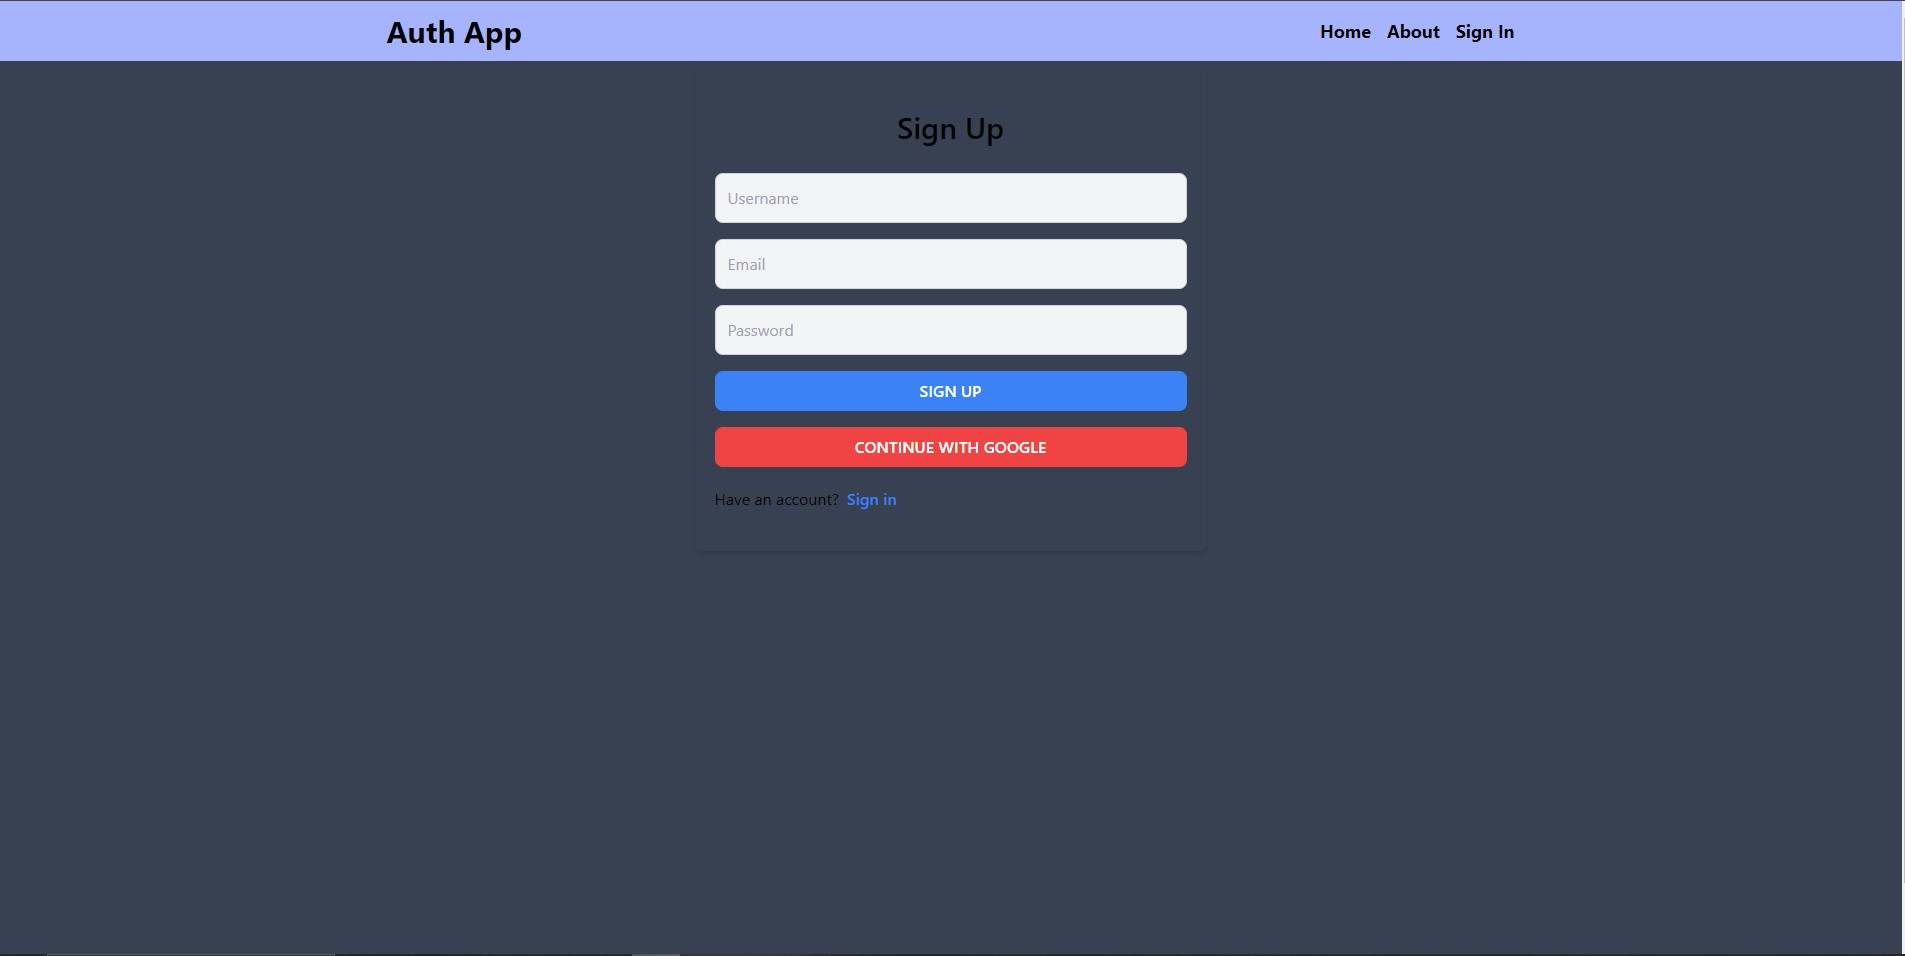 Auth App
Home About Sign In
Sign Up
Username
Email
Password
SIGN UP
CONTINUE WITH GOOGLE
Have an account? Sign in